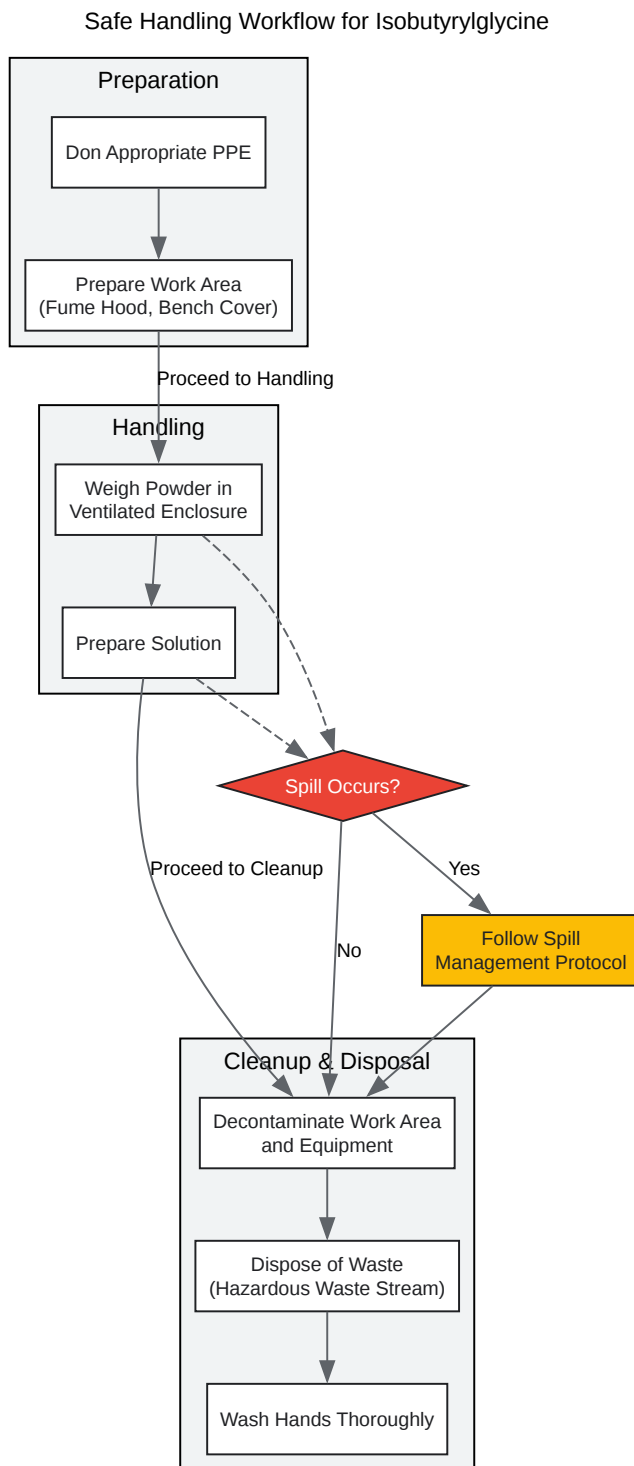 Safe Handling Workflow for Isobutyrylglycine
Preparation
Don Appropriate PPE
Prepare Work Area
(Fume Hood, Bench Cover)
Proceed to Handling
Handling
Weigh Powder in
Ventilated Enclosure
Prepare Solution
Spill Occurs?
Proceed to Cleanup
Yes
No
Follow Spill
Management Protocol
Cleanup & Disposal
Decontaminate Work Area
and Equipment
Dispose of Waste
(Hazardous Waste Stream)
Wash Hands Thoroughly